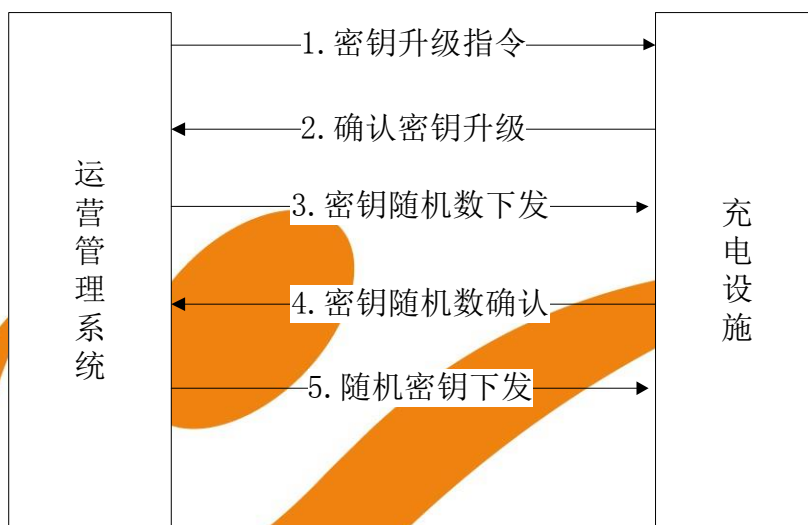 运营管理系统
1.密钥升级指令
2.确认密钥升级
3.密钥随机数下发
4.密钥随机数确认
5.随机密钥下发
充电设施